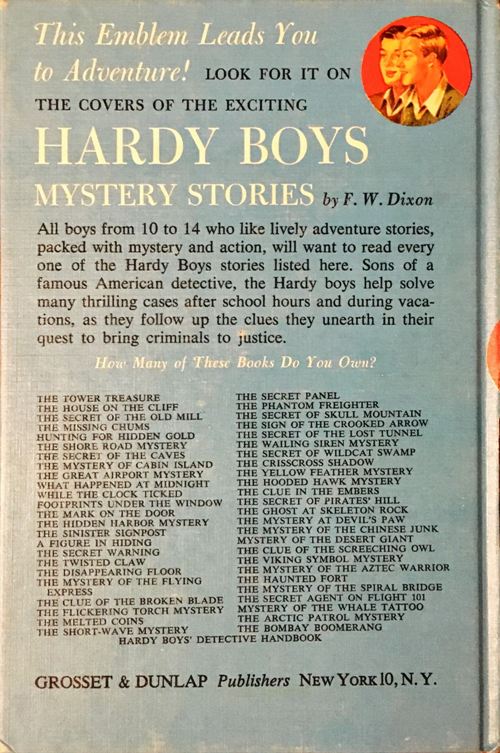 This Emblem Leads You
to Adventure! LOOK FOR IT ON
THE COVERS OF THE EXCITING
HARDY BOYS
MYSTERY STORIES by F. W. Dixon
All boys from 10 to 14 who like lively adventure stories,
packed with mystery and action, will want to read every
one of the Hardy Boys stories listed here. Sons of a
famous American detective, the Hardy boys help solve
many thrilling cases after school hours and during vaca-
tions, as they follow up the clues they unearth in their
quest to bring criminals to justice.
How Many of These Books Do You Own?
THE TOWER TREASURE
THE HOUSE ON THE CLIFF
THE SECRET OF THE OLD MILL
THE MISSING CHUMS
HUNTING FOR HIDDEN GOLD
THE SHORE ROAD MYSTERY
THE SECRET OF THE CAVES
THE MYSTERY OF CABIN ISLAND
THE GREAT AIRPORT MYSTERY
WHAT HAPPENED AT MIDNIGHT
WHILE THE CLOCK TICKED
FOOTPRINTS UNDER THE WINDOW
THE MARK ON THE DOOR
THE HIDDEN HARBOR MYSTERY
THE SINISTER SIGNPOST
A FIGURE IN HIDING
THE SECRET WARNING
THE TWISTED CLAW
THE DISAPPEARING FLOOR
THE MYSTERY OF THE FLYING
EXPRESS
THE CLUE OF THE BROKEN BLADE
THE FLICKERING TORCH MYSTERY
THE MELTED COINS
THE SHORT-WAVE MYSTERY
THE SECRET PANEL
THE PHANTOM FREIGHTER
THE SECRET OF SKULL MOUNTAIN
THE SIGN OF THE CROOKED ARROW
THE SECRET OF THE LOST TUNNEL
THE WAILING SIREN MYSTERY
THE SECRET OF WILDCAT SWAMP
THE CRISSCROSS SHADOW
THE YELLOW FEATHER MYSTERY
THE HOODED HAWK MYSTERY
THE CLUE IN THE EMBERS
THE SECRET OF PIRATES' HILL
THE GHOST AT SKELETON ROCK
THE MYSTERY AT DEVIL'S PAW
THE MYSTERY OF THE CHINESE JUNK
MYSTERY OF THE DESERT GIANT
THE CLUE OF THE SCREECHING OWL
THE VIKING SYMBOL MYSTERY
THE MYSTERY OF THE AZTEC WARRIOR
THE HAUNTED FORT
THE MYSTERY OF THE SPIRAL BRIDGE
THE SECRET AGENT ON FLIGHT 101
MYSTERY OF THE WHALE TATTOO
THE ARCTIC PATROL MYSTERY
THE BOMBAY BOOMERANG
HARDY BOYS' DETECTIVE HANDBOOK
GROSSET & DUNLAP Publishers NEW YORK 10, N. Y.